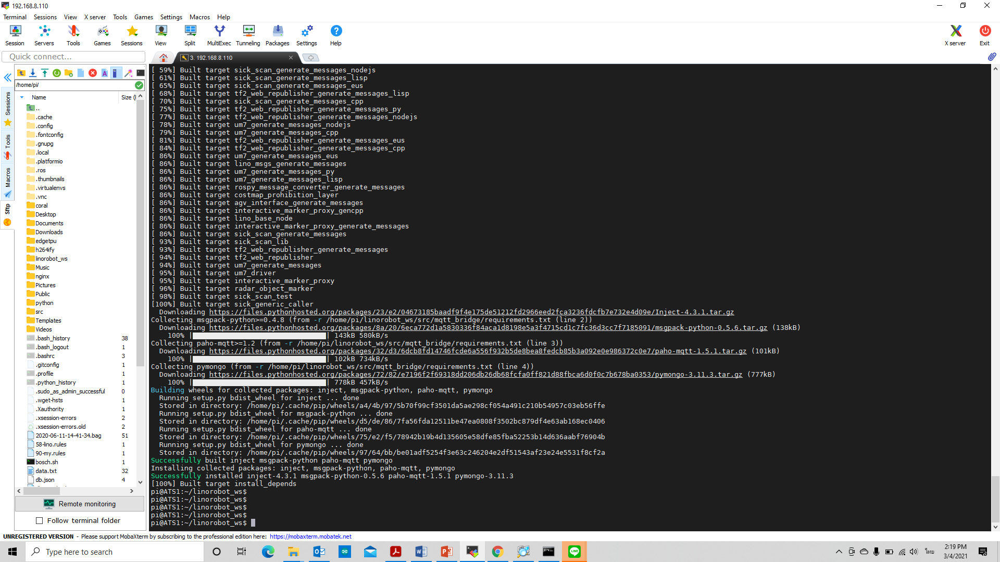 192.168.8.110
Terminal Sessions View X server Tools Games Settings Macros Help
Session Servers Tools Games Sessions View Split MultiExec Tunneling Packages Settings Help X server Exit
Quick connect...
3. 192.168.8.110
/home/pi/
Name Size (
..
.cache
.config
.fontconfig
.gnupg
.local
.platformio
.ros
.thumbnails
.virtualenvs
.vnc
coral
Desktop
Documents
Downloads
edgetpu
h264ify
linorobot_ws
Music
nginx
Pictures
Public
python
src
Templates
Videos
.bash_history 38
.bash_logout 1
.bashrc 3
.gitconfig 1
.profile 1
.python_history 1
.sudo_as_admin_successful 0
.wget-hsts 1
.Xauthority 1
.xsession-errors 2
.xsession-errors.old 2
2020-06-11-14-41-34.bag 51
58-lino.rules 1
90-my.rules 1
bosch.sh 1
data.txt 32
db.json 4
Sessions
Tools
Macros
Sftp
Remote monitoring
Follow terminal folder
[ 59%] Built target sick_scan_generate_messages_nodejs
[ 61%] Built target sick_scan_generate_messages_lisp
[ 65%] Built target sick_scan_generate_messages_eus
[ 68%] Built target tf2_web_republisher_generate_messages_lisp
[ 70%] Built target sick_scan_generate_messages_cpp
[ 75%] Built target tf2_web_republisher_generate_messages_py
[ 77%] Built target tf2_web_republisher_generate_messages_nodejs
[ 78%] Built target um7_generate_messages_nodejs
[ 79%] Built target um7_generate_messages_cpp
[ 81%] Built target tf2_web_republisher_generate_messages_eus
[ 84%] Built target tf2_web_republisher_generate_messages_cpp
[ 86%] Built target um7_generate_messages_eus
[ 86%] Built target lino_msgs_generate_messages
[ 86%] Built target um7_generate_messages_py
[ 86%] Built target um7_generate_messages_lisp
[ 86%] Built target rospy_message_converter_generate_messages
[ 86%] Built target costmap_prohibition_layer
[ 86%] Built target agv_interface_generate_messages
[ 86%] Built target interactive_marker_proxy_gencpp
[ 86%] Built target lino_base_node
[ 86%] Built target interactive_marker_proxy_generate_messages
[ 86%] Built target sick_scan_generate_messages
[ 93%] Built target sick_scan_lib
[ 93%] Built target tf2_web_republisher_generate_messages
[ 94%] Built target tf2_web_republisher
[ 94%] Built target um7_generate_messages
[ 95%] Built target um7_driver
[ 95%] Built target interactive_marker_proxy
[ 96%] Built target radar_object_marker
[ 98%] Built target sick_scan_test
[100%] Built target sick_generic_caller
Downloading https://files.pythonhosted.org/packages/23/e2/04673185baadf9f4e175de51212fd2966eed2fca3236fdcfb7e732e4d09e/Inject-4.3.1.tar.gz
Collecting msgpack-python>=0.4.8 (from -r /home/pi/linorobot_ws/src/mqtt_bridge/requirements.txt (line 2))
Downloading https://files.pythonhosted.org/packages/8a/20/6eca772d1a5830336f84aca1d8198e5a3f4715cd1c7fc36d3cc7f7185091/msgpack-python-0.5.6.tar.gz (138kB)
100% |████████████████████████████████| 143kB 580kB/s
Collecting paho-mqtt>=1.2 (from -r /home/pi/linorobot_ws/src/mqtt_bridge/requirements.txt (line 3))
Downloading https://files.pythonhosted.org/packages/32/d3/6dcb8fd14746fcde6a556f932b5de8bea8fedcb85b3a092e0e986372c0e7/paho-mqtt-1.5.1.tar.gz (101kB)
100% |████████████████████████████████| 102kB 734kB/s
Collecting pymongo (from -r /home/pi/linorobot_ws/src/mqtt_bridge/requirements.txt (line 4))
Downloading https://files.pythonhosted.org/packages/72/82/e7196f2f69318dd206db26db68fcfa0ff821d88fbca6d0f0c7b678ba0353/pymongo-3.11.3.tar.gz (777kB)
100% |████████████████████████████████| 778kB 457kB/s
Building wheels for collected packages: inject, msgpack-python, paho-mqtt, pymongo
Running setup.py bdist_wheel for inject ... done
Stored in directory: /home/pi/.cache/pip/wheels/a4/4b/97/5b70f99cf3501da5ae298cf054a491c210b54957c03eb56ffe
Running setup.py bdist_wheel for msgpack-python ... done
Stored in directory: /home/pi/.cache/pip/wheels/d5/de/86/7fa56fda12511be47ea0808f3502bc879df4e63ab168ec0406
Running setup.py bdist_wheel for paho-mqtt ... done
Stored in directory: /home/pi/.cache/pip/wheels/75/e2/f5/78942b19b4d135605e58dfe85fba52253b14d636aabf76904b
Running setup.py bdist_wheel for pymongo ... done
Stored in directory: /home/pi/.cache/pip/wheels/97/64/bb/be01adf5254f3e63c246204e2df51543af23e24e5531f8cf2a
Successfully built inject msgpack-python paho-mqtt pymongo
Installing collected packages: inject, msgpack-python, paho-mqtt, pymongo
Successfully installed inject-4.3.1 msgpack-python-0.5.6 paho-mqtt-1.5.1 pymongo-3.11.3
[100%] Built target install_depends
pi@ATS1:~/linorobot_ws$
pi@ATS1:~/linorobot_ws$
pi@ATS1:~/linorobot_ws$
pi@ATS1:~/linorobot_ws$
pi@ATS1:~/linorobot_ws$
UNREGISTERED VERSION - Please support MobaXterm by subscribing to the professional edition here: https://mobaxterm.mobatek.net
Type here to search
LINE
ไทย
2:19 PM
3/4/2021